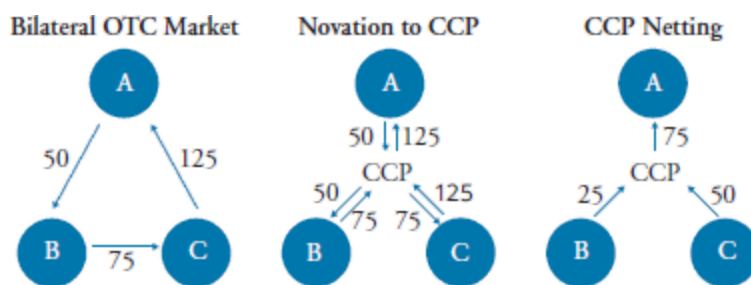 Bilateral OTC Market
A
50
125
B
75
C
Novation to CCP
A
50
125
CCP
50
75
75
125
B
C
CCP Netting
A
75
CCP
25
50
B
C